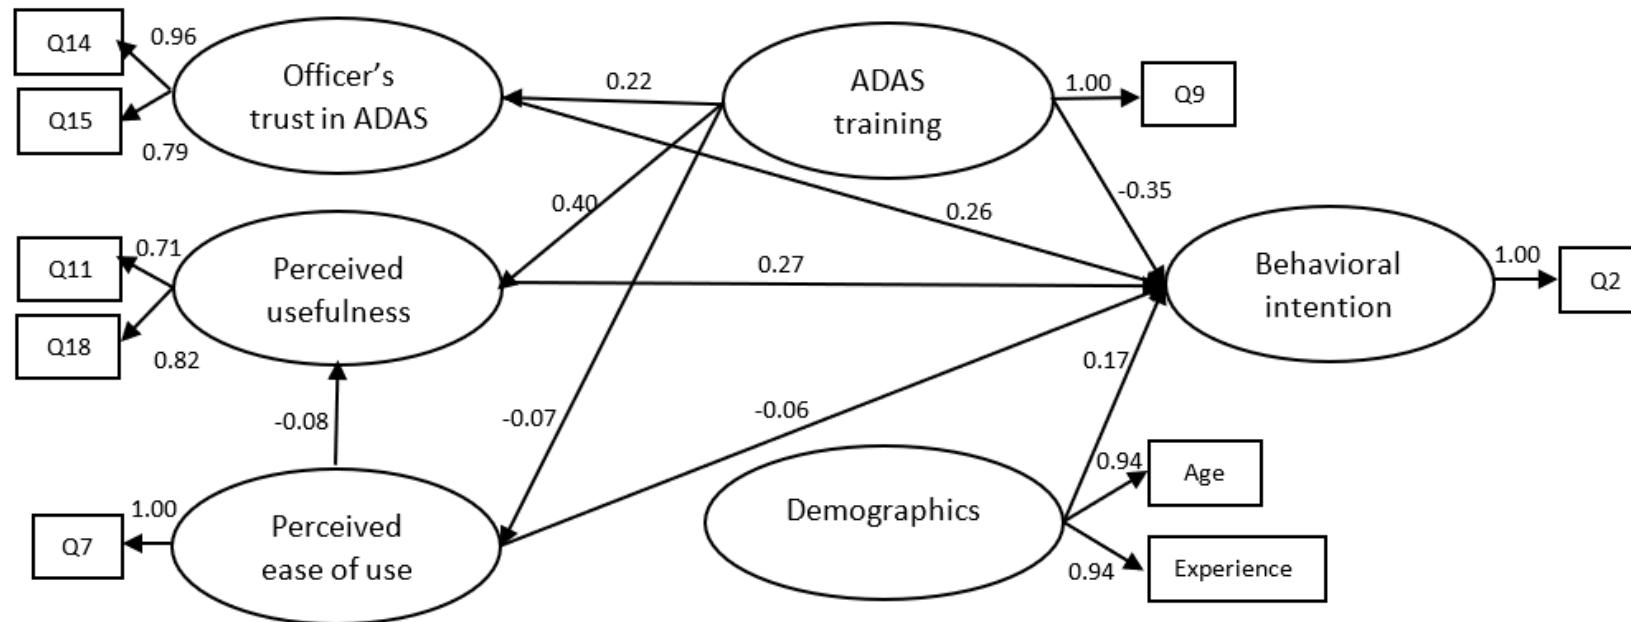 Q14
0.96
Officer’s
trust in ADAS
Q15
0.79
0.22
ADAS
training
1.00
Q9
-0.35
0.40
0.26
Q11
0.71
Perceived
usefulness
Q18
0.82
0.27
Behavioral
intention
1.00
Q2
-0.08
-0.07
-0.06
0.17
Q7
1.00
Perceived
ease of use
Demographics
0.94
Age
0.94
Experience